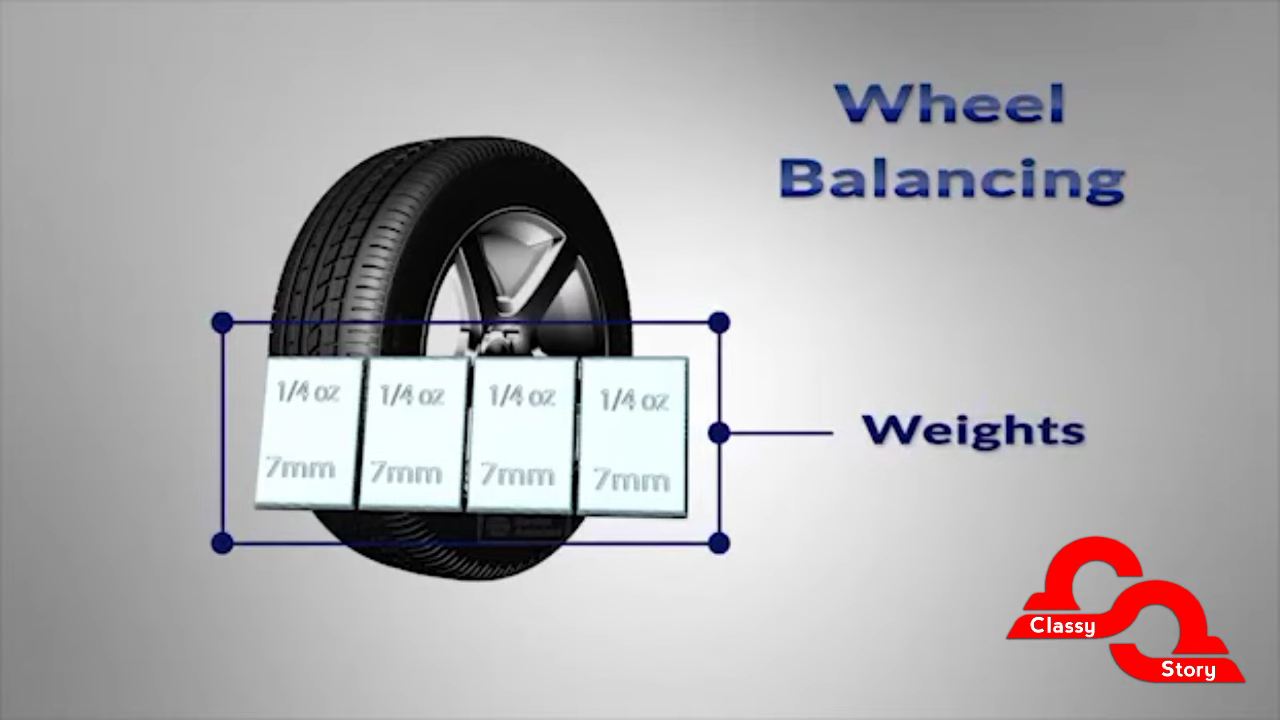 Wheel
Balancing
1/4 oz 1/4 oz 1/4 oz 1/4 oz
7mm 7mm 7mm 7mm
Weights
Classy
Story